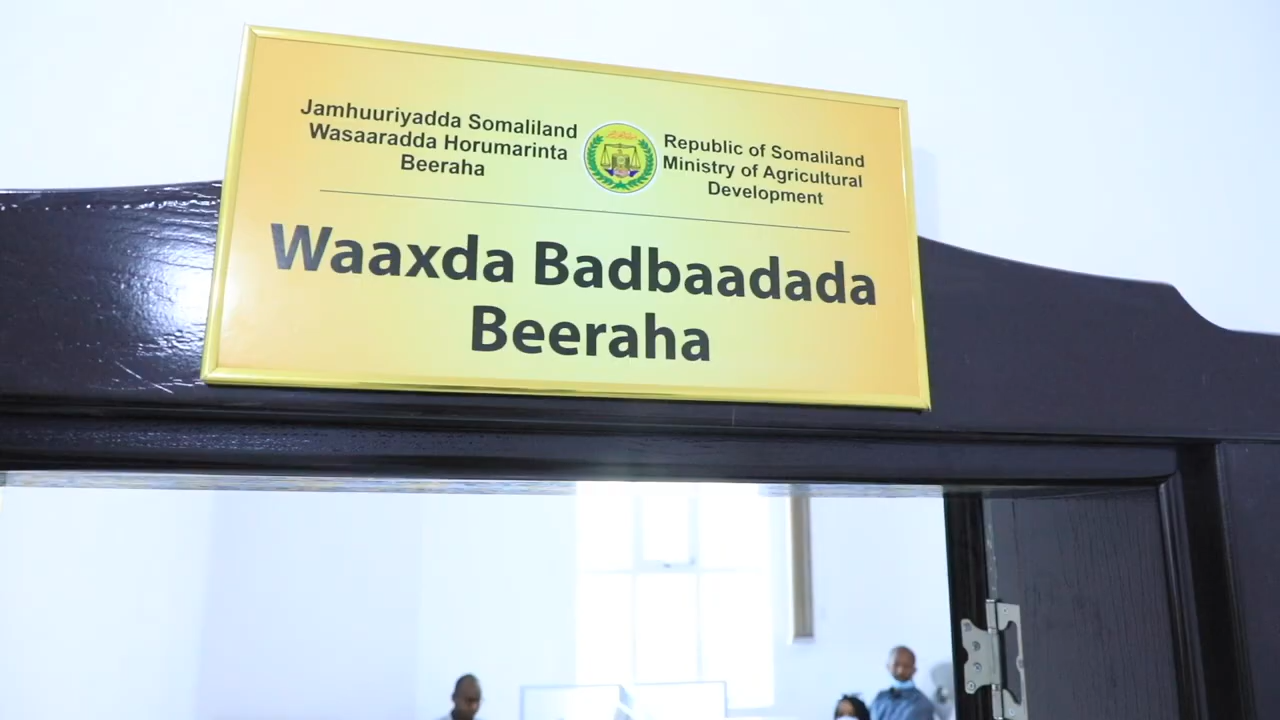 Jamhuuriyadda Somaliland
Wasaaradda Horumarinta
Beeraha
Republic of Somaliland
Ministry of Agricultural
Development
Waaxda Badbaadada
Beeraha